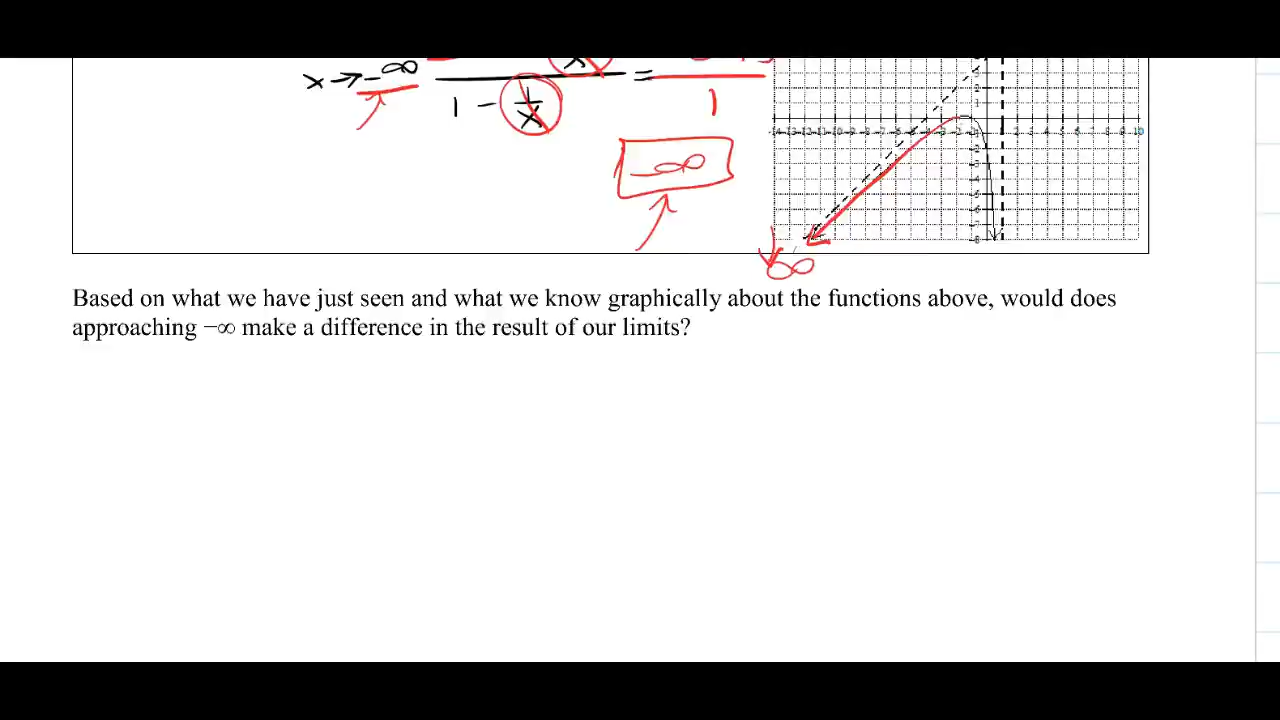 x → -∞
1 - 1/x = 1
-∞
∞
Based on what we have just seen and what we know graphically about the functions above, would does
approaching −∞ make a difference in the result of our limits?